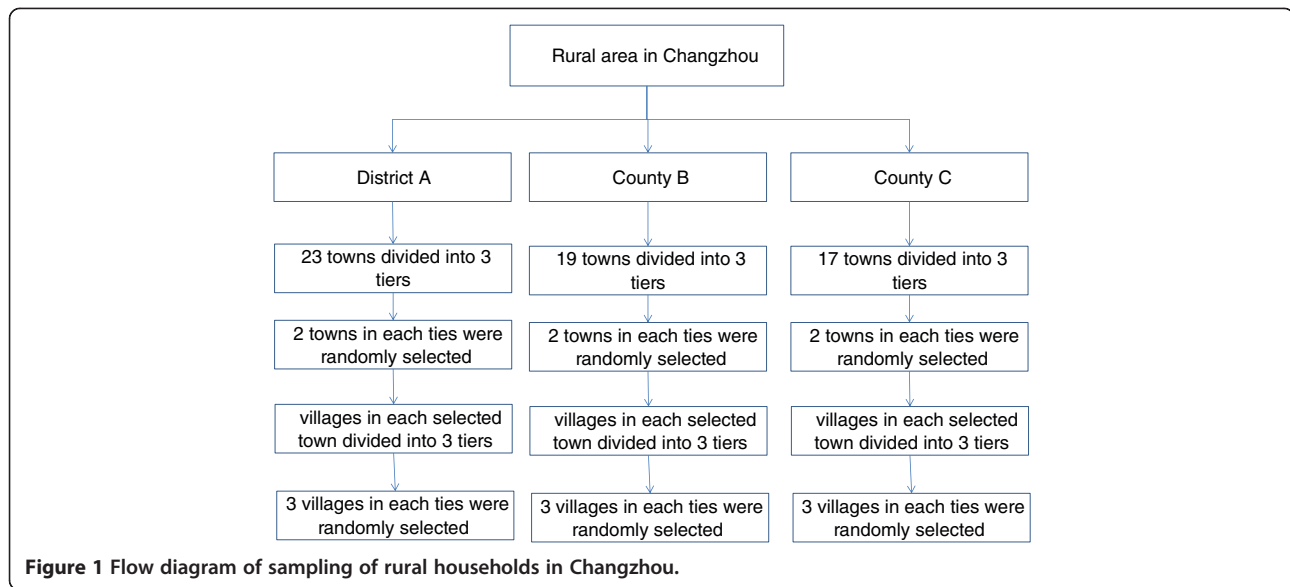 Rural area in Changzhou
District A
County B
County C
23 towns divided into 3
tiers
19 towns divided into 3
tiers
17 towns divided into 3
tiers
2 towns in each ties were
randomly selected
2 towns in each ties were
randomly selected
2 towns in each ties were
randomly selected
villages in each selected
town divided into 3 tiers
villages in each selected
town divided into 3 tiers
villages in each selected
town divided into 3 tiers
3 villages in each ties were
randomly selected
3 villages in each ties were
randomly selected
3 villages in each ties were
randomly selected
Figure 1 Flow diagram of sampling of rural households in Changzhou.